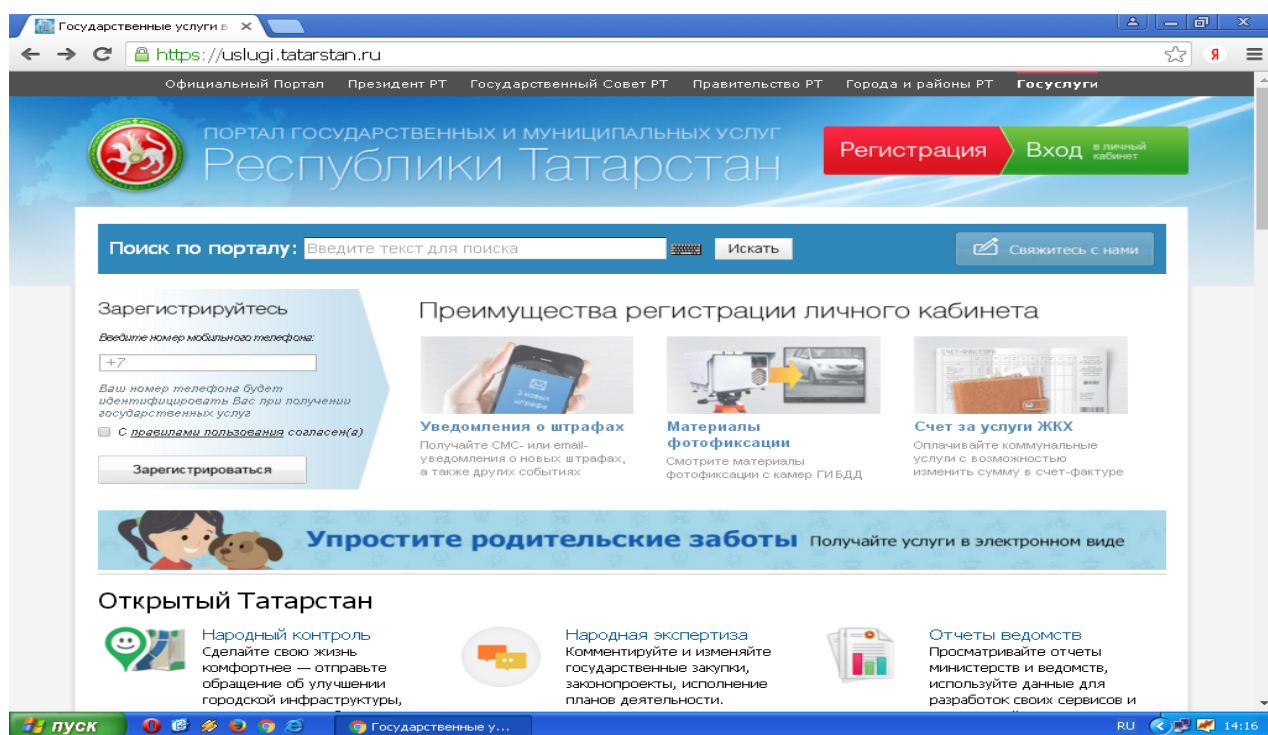 Государственные услуги в
https://uslugi.tatarstan.ru
Я
Официальный Портал Президент РТ Государственный Совет РТ Правительство РТ Города и районы РТ Госуслуги
ПОРТАЛ ГОСУДАРСТВЕННЫХ И МУНИЦИПАЛЬНЫХ УСЛУГ
Республики Татарстан
Регистрация Вход в личный кабинет
Поиск по порталу: Введите текст для поиска Искать Свяжитесь с нами
Зарегистрируйтесь
Введите номер мобильного телефона:
+7
Ваш номер телефона будет
идентифицировать Вас при получении
государственных услуг
С правилами пользования согласен(а)
Зарегистрироваться
Преимущества регистрации личного кабинета
3 новых
штрафа
СЧЕТ-ФАКТУРА
Уведомления о штрафах
Получайте СМС- или email-
уведомления о новых штрафах,
а также других событиях
Материалы
фотофиксации
Смотрите материалы
фотофиксации с камер ГИБДД
Счет за услуги ЖКХ
Оплачивайте коммунальные
услуги с возможностью
изменить сумму в счет-фактуре
Упростите родительские заботы Получайте услуги в электронном виде
Открытый Татарстан
Народный контроль
Сделайте свою жизнь
комфортнее — отправьте
обращение об улучшении
городской инфраструктуры,
Народная экспертиза
Комментируйте и изменяйте
государственные закупки,
законопроекты, исполнение
планов деятельности.
Отчеты ведомств
Просматривайте отчеты
министерств и ведомств,
используйте данные для
разработок своих сервисов и
пуск Государственные у... RU 14:16